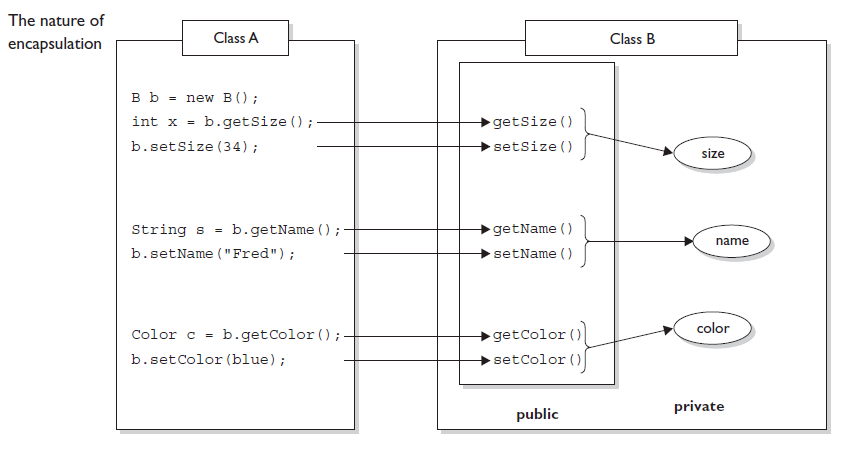 The nature of
encapsulation
Class A
B b = new B();
int x = b.getSize();
b.setSize(34);
String s = b.getName();
b.setName("Fred");
Color c = b.getColor();
b.setColor(blue);
Class B
getSize()
setSize()
getName()
setName()
getColor()
setColor()
public
size
name
color
private